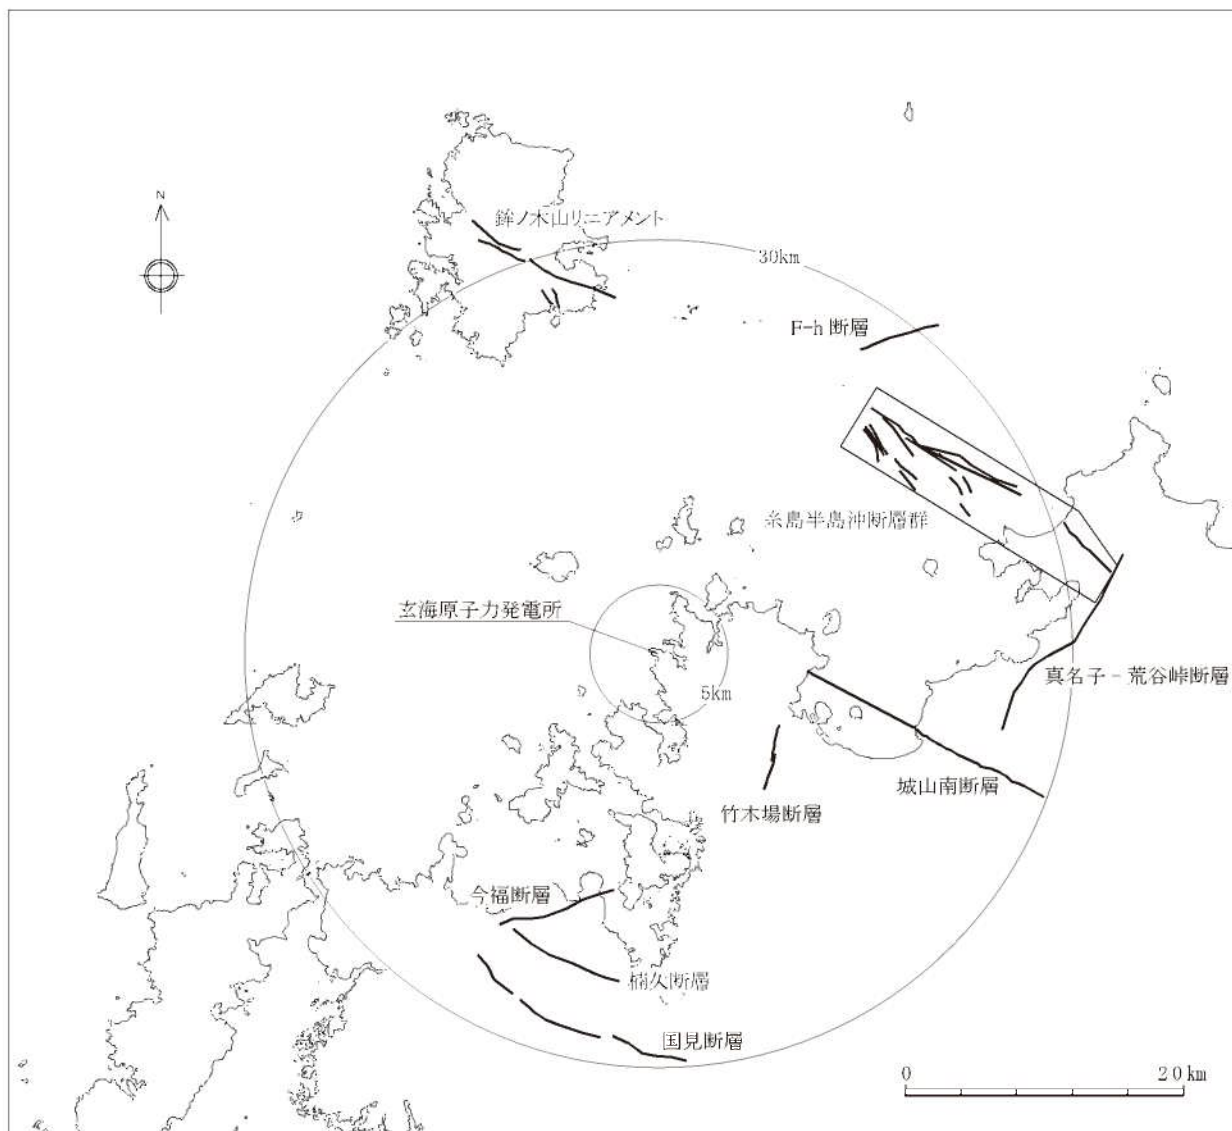 N
鉾ノ木山リニアメント
30km
F-h 断層
糸島半島沖断層群
玄海原子力発電所
5km
真名子－荒谷峠断層
城山南断層
竹木場断層
今福断層
楠久断層
国見断層
0 20km